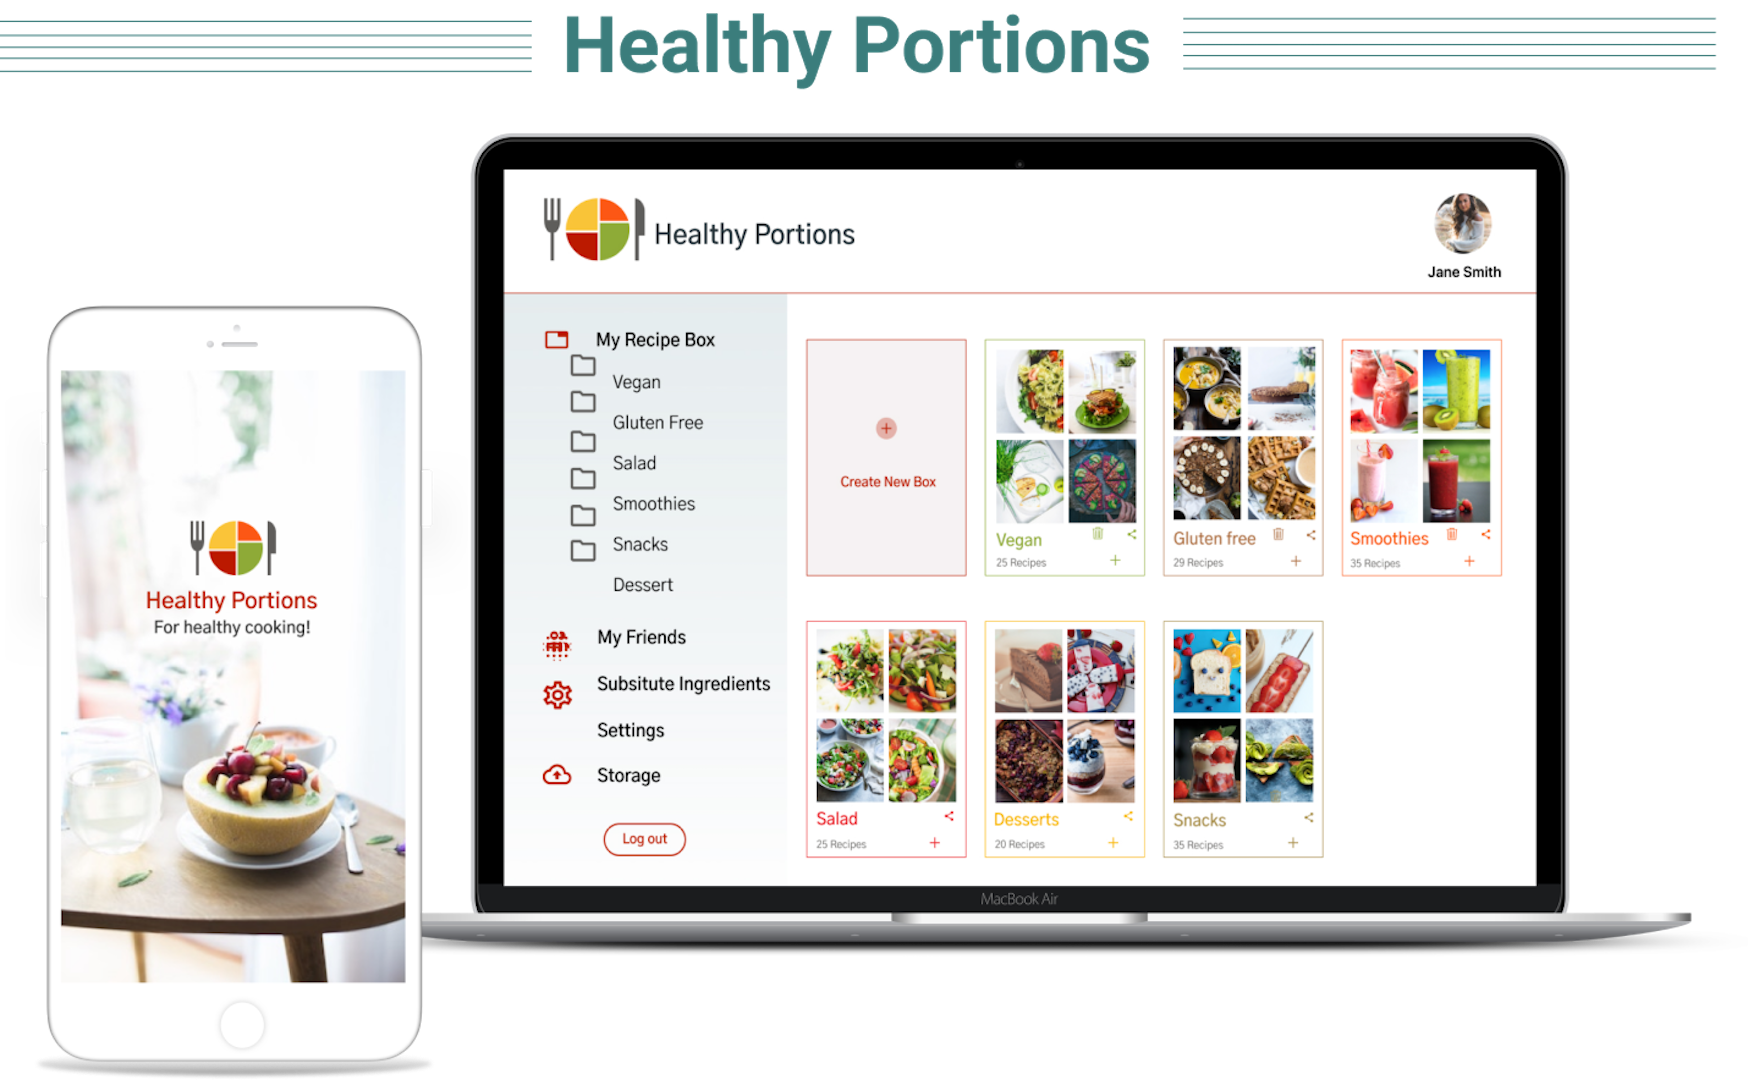 Healthy Portions
Healthy Portions
Jane Smith
My Recipe Box
Vegan
Gluten Free
Salad
Smoothies
Snacks
Dessert
My Friends
Subsitute Ingredients
Settings
Storage
Log out
Create New Box
Vegan
25 Recipes
Gluten free
29 Recipes
Smoothies
35 Recipes
Salad
25 Recipes
Desserts
20 Recipes
Snacks
35 Recipes
MacBook Air
Healthy Portions
For healthy cooking!